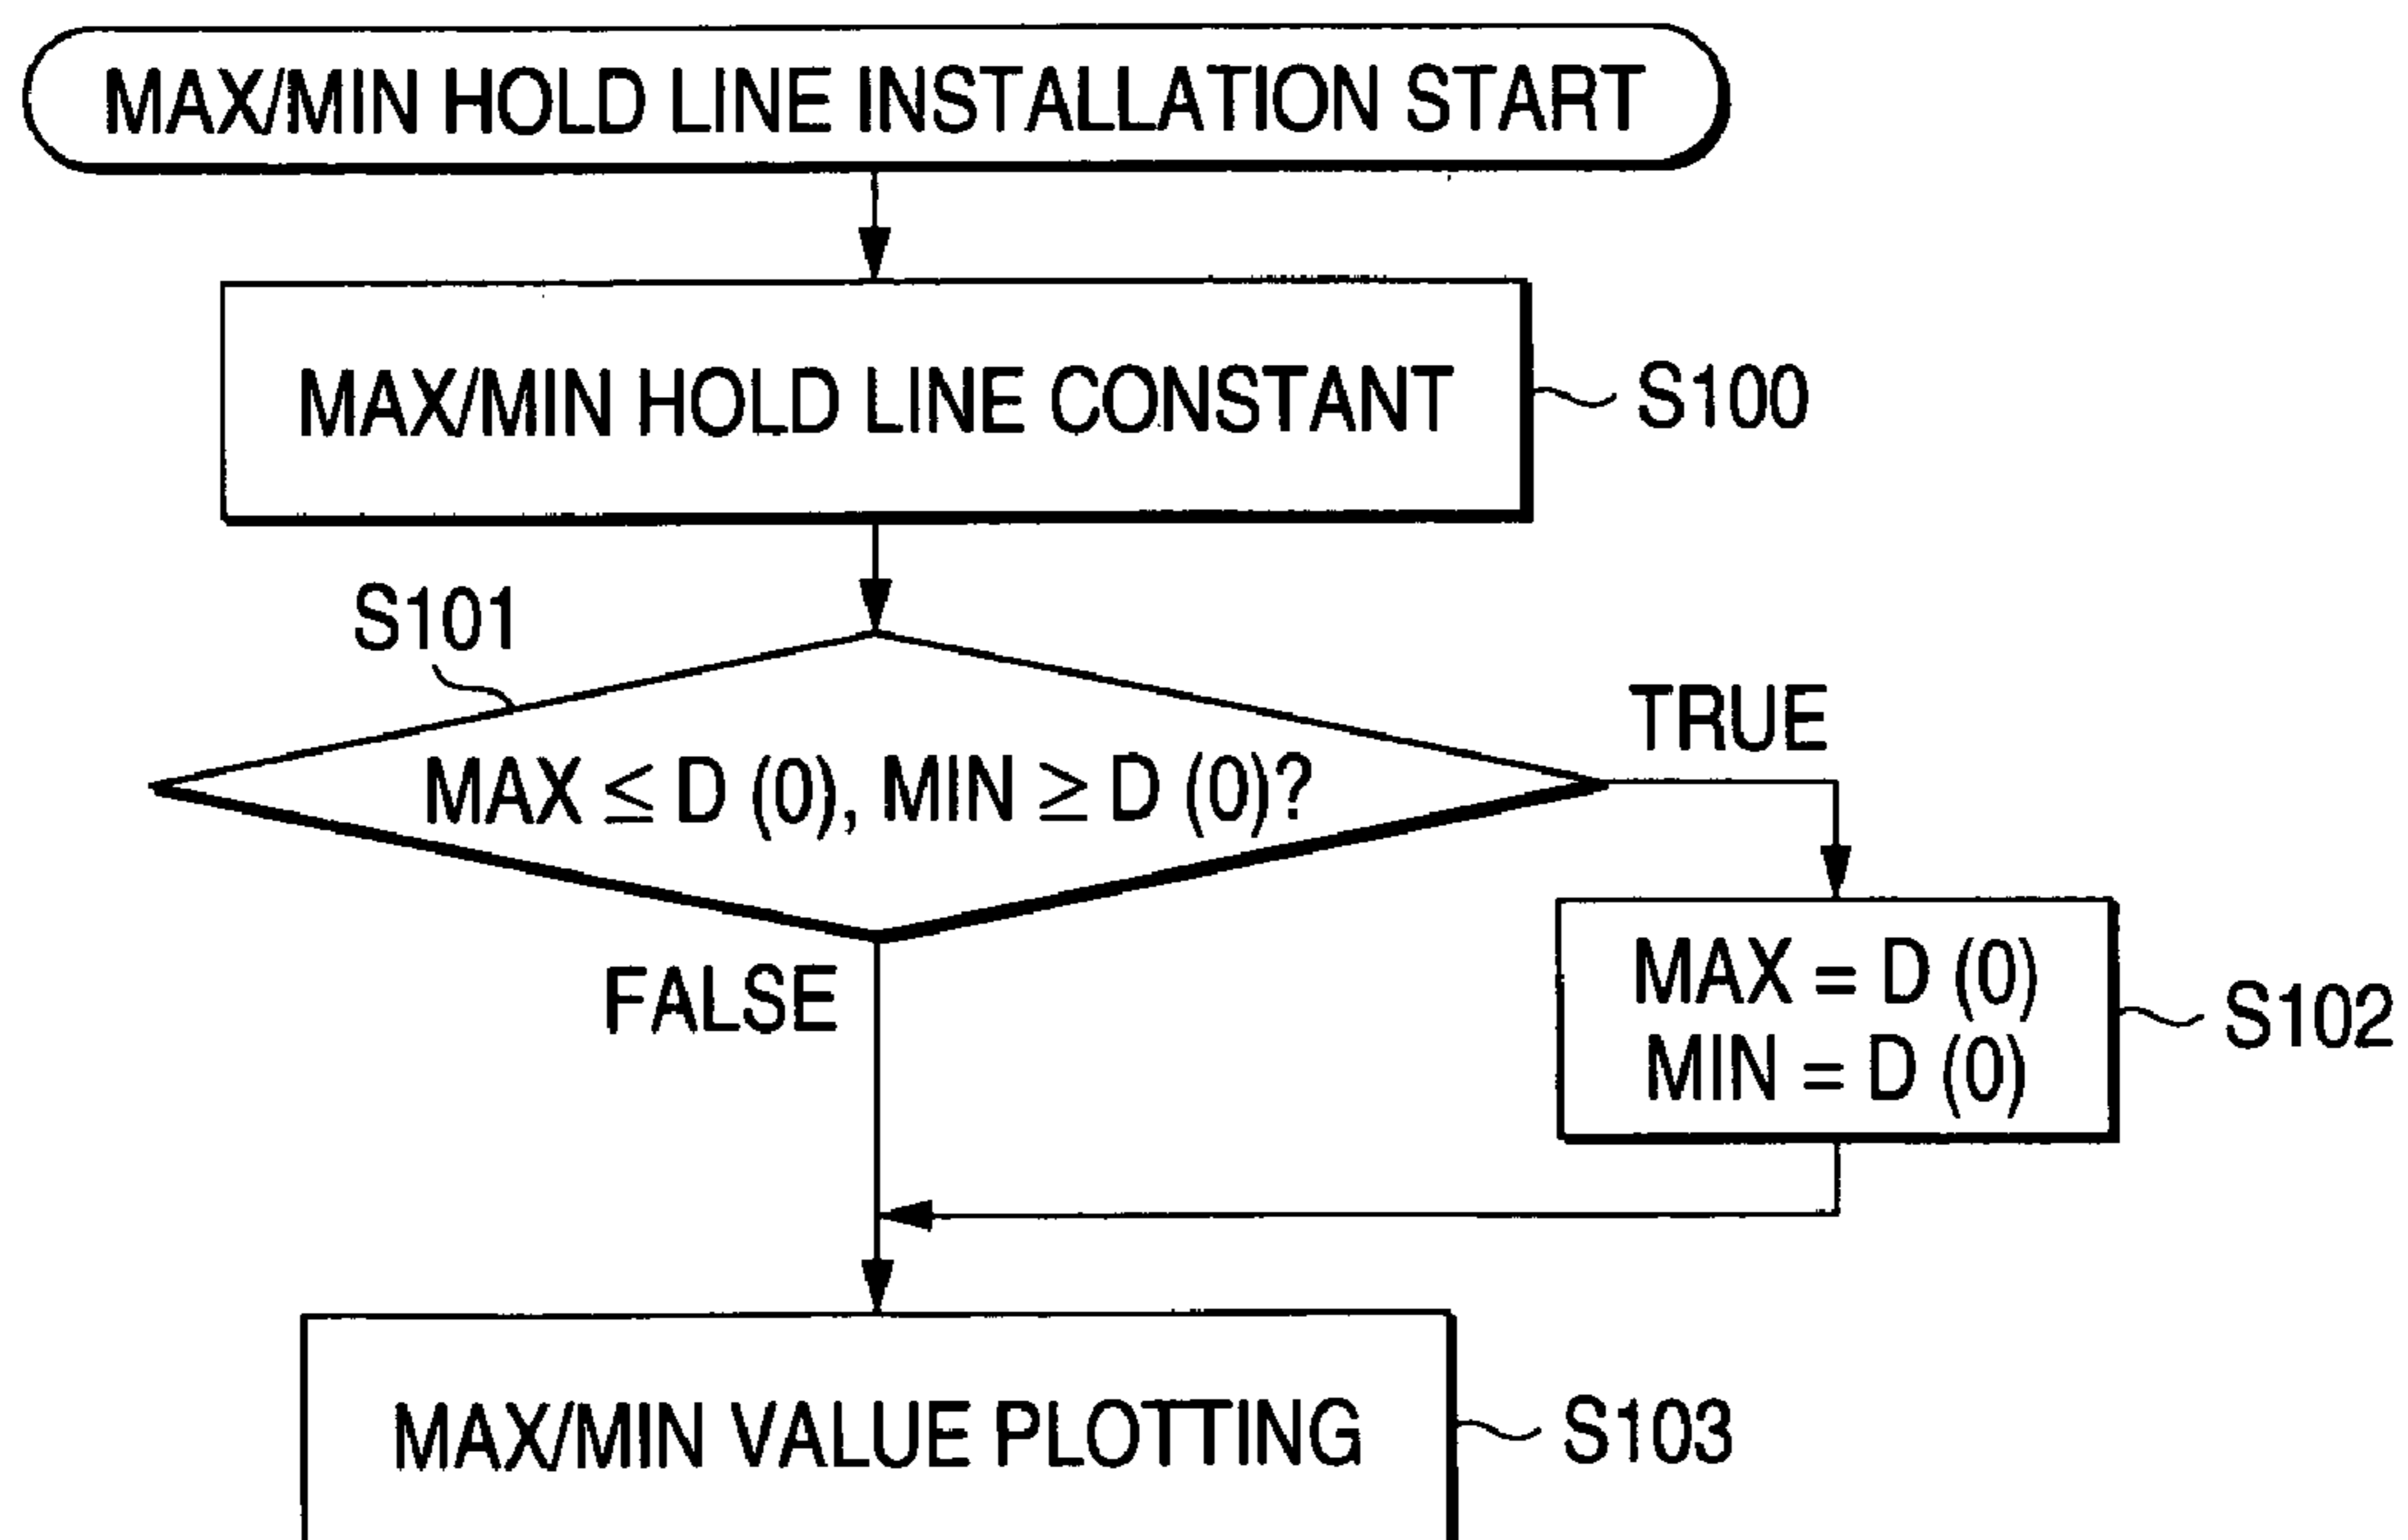 MAX/MIN HOLD LINE INSTALLATION START
MAX/MIN HOLD LINE CONSTANT
S100
S101
MAX ≤ D (0), MIN ≥ D (0)?
TRUE
FALSE
MAX = D (0)
MIN = D (0)
S102
MAX/MIN VALUE PLOTTING
S103